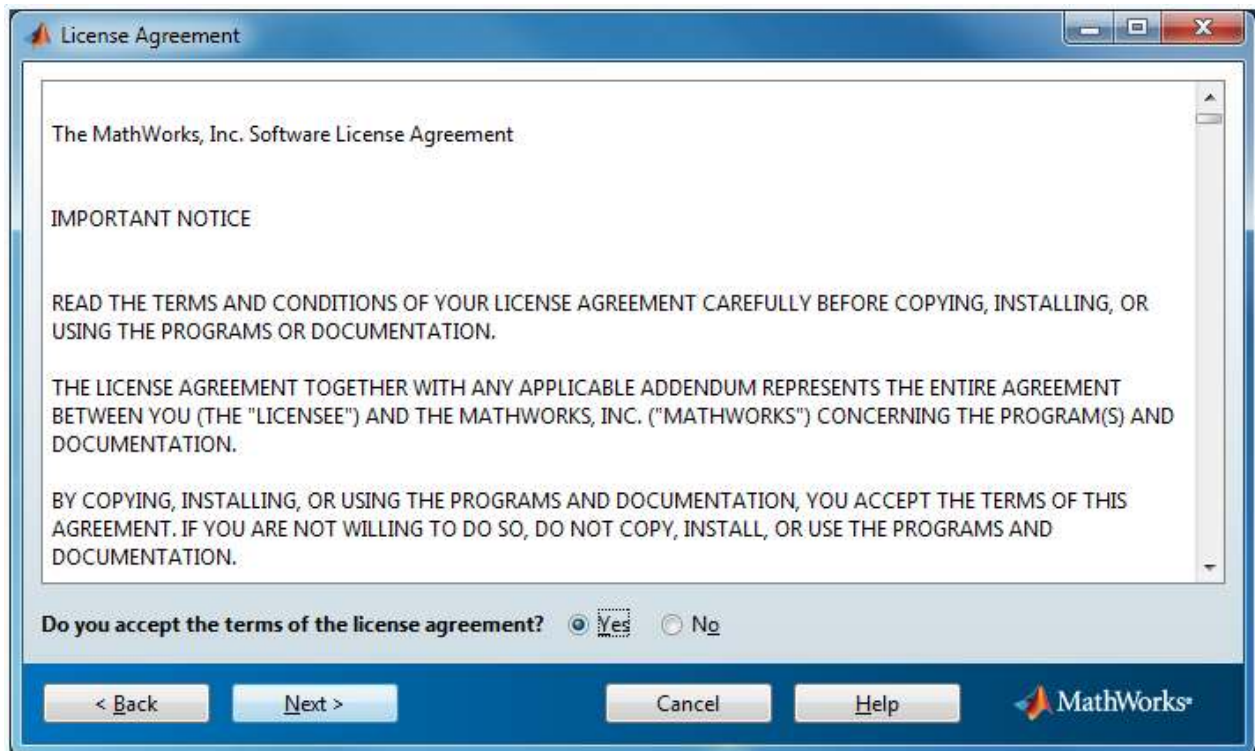 License Agreement
The MathWorks, Inc. Software License Agreement
IMPORTANT NOTICE
READ THE TERMS AND CONDITIONS OF YOUR LICENSE AGREEMENT CAREFULLY BEFORE COPYING, INSTALLING, OR
USING THE PROGRAMS OR DOCUMENTATION.
THE LICENSE AGREEMENT TOGETHER WITH ANY APPLICABLE ADDENDUM REPRESENTS THE ENTIRE AGREEMENT
BETWEEN YOU (THE "LICENSEE") AND THE MATHWORKS, INC. ("MATHWORKS") CONCERNING THE PROGRAM(S) AND
DOCUMENTATION.
BY COPYING, INSTALLING, OR USING THE PROGRAMS AND DOCUMENTATION, YOU ACCEPT THE TERMS OF THIS
AGREEMENT. IF YOU ARE NOT WILLING TO DO SO, DO NOT COPY, INSTALL, OR USE THE PROGRAMS AND
DOCUMENTATION.
Do you accept the terms of the license agreement? Yes No
< Back Next > Cancel Help MathWorks®